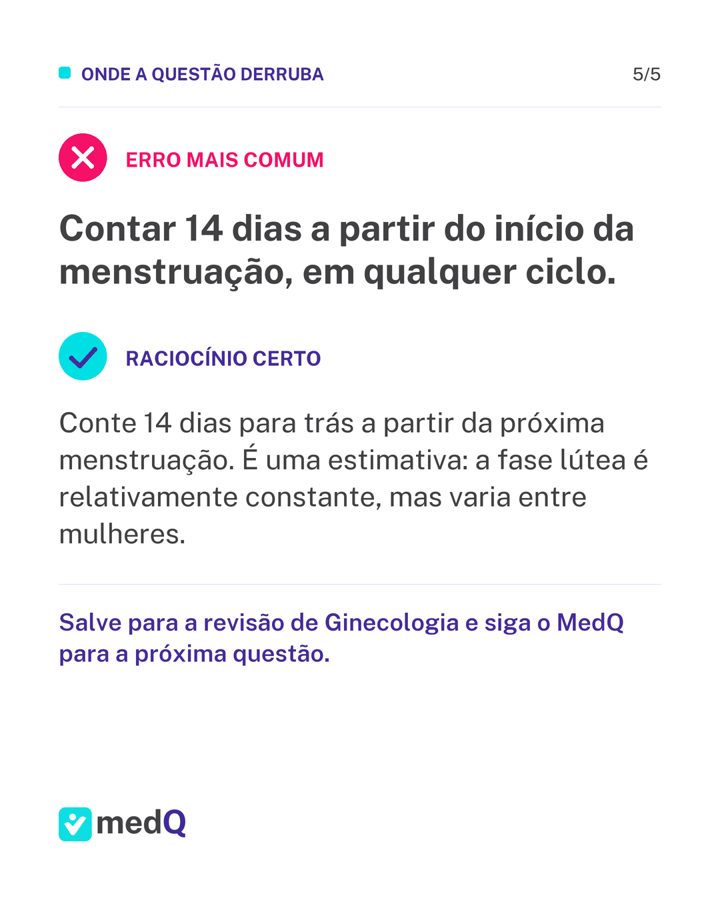 ONDE A QUESTÃO DERRUBA
5/5
ERRO MAIS COMUM
Contar 14 dias a partir do início da
menstruação, em qualquer ciclo.
RACIOCÍNIO CERTO
Conte 14 dias para trás a partir da próxima
menstruação. É uma estimativa: a fase lútea é
relativamente constante, mas varia entre
mulheres.
Salve para a revisão de Ginecologia e siga o MedQ
para a próxima questão.
medQ